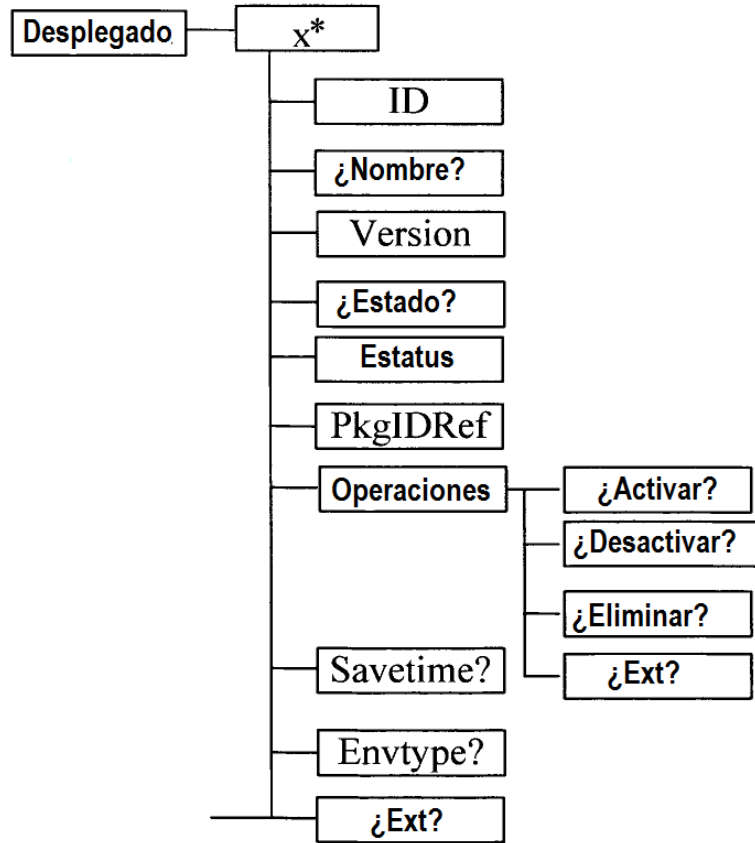 Desplegado
x*
ID
¿Nombre?
Version
¿Estado?
Estatus
PkgIDRef
Operaciones
¿Activar?
¿Desactivar?
¿Eliminar?
¿Ext?
Savetime?
Envtype?
¿Ext?